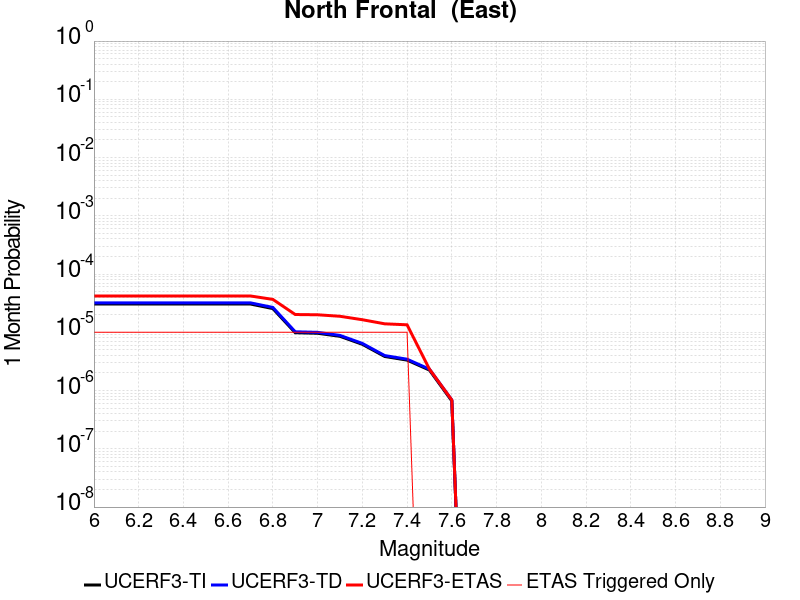 North Frontal  (East)
10^0
10^-1
10^-2
10^-3
10^-4
10^-5
10^-6
10^-7
10^-8
1 Month Probability
6 6.2 6.4 6.6 6.8 7 7.2 7.4 7.6 7.8 8 8.2 8.4 8.6 8.8 9
Magnitude
UCERF3-TI UCERF3-TD UCERF3-ETAS ETAS Triggered Only